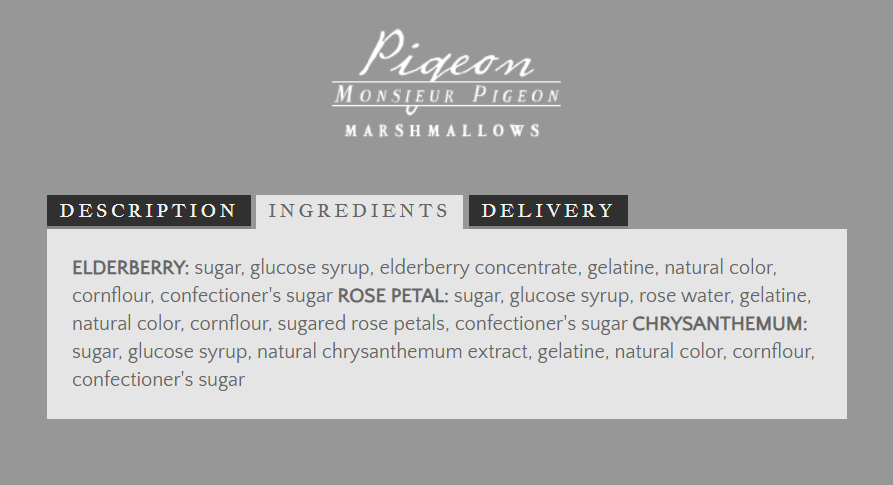 Pigeon
MONSIEUR PIGEON
MARSHMALLOWS
DESCRIPTION INGREDIENTS DELIVERY
ELDERBERRY: sugar, glucose syrup, elderberry concentrate, gelatine, natural color,
cornflour, confectioner's sugar ROSE PETAL: sugar, glucose syrup, rose water, gelatine,
natural color, cornflour, sugared rose petals, confectioner's sugar CHRYSANTHEMUM:
sugar, glucose syrup, natural chrysanthemum extract, gelatine, natural color, cornflour,
confectioner's sugar